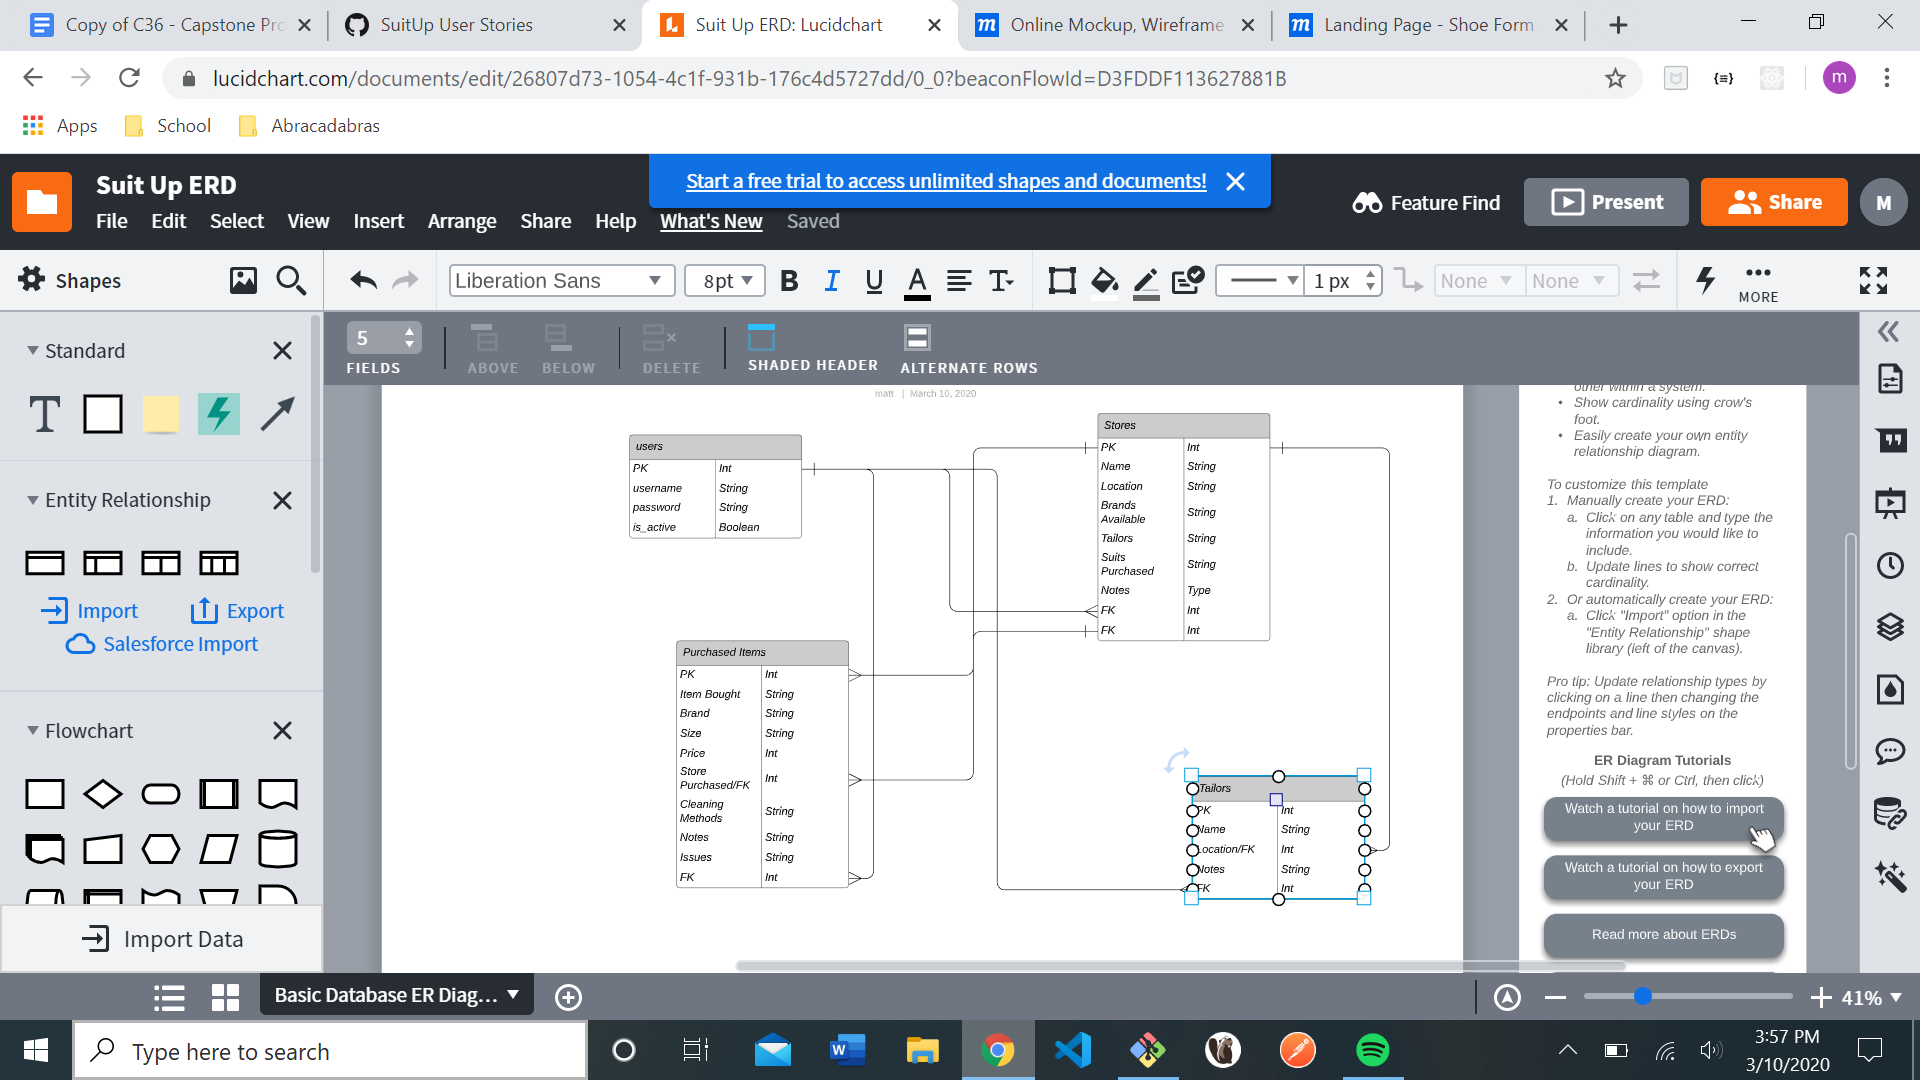 Copy of C36 - Capstone Pro
SuitUp User Stories
Suit Up ERD: Lucidchart
Online Mockup, Wireframe
Landing Page - Shoe Form
lucidchart.com/documents/edit/26807d73-1054-4c1f-931b-176c4d5727dd/0_0?beaconFlowId=D3FDDF113627881B
m
Apps
School
Abracadabras
Suit Up ERD
Start a free trial to access unlimited shapes and documents!
File Edit Select View Insert Arrange Share Help What's New Saved
Feature Find
Present
Share
M
Shapes
Liberation Sans
8pt
B I U A T
1 px
None
None
MORE
5
FIELDS
ABOVE
BELOW
DELETE
SHADED HEADER
ALTERNATE ROWS
Standard
T
Entity Relationship
Import
Export
Salesforce Import
Flowchart
Import Data
matt | March 10, 2020
users
PK Int
username String
password String
is_active Boolean
Stores
PK Int
Name String
Location String
Brands
Available String
Tailors String
Suits
Purchased String
Notes Type
FK Int
FK Int
Purchased Items
PK Int
Item Bought String
Brand String
Size String
Price Int
Store
Purchased/FK Int
Cleaning
Methods String
Notes String
Issues String
FK Int
Tailors
PK Int
Name String
Location/FK Int
Notes String
FK Int
other within a system.
• Show cardinality using crow's
foot.
• Easily create your own entity
relationship diagram.
To customize this template
1. Manually create your ERD:
a. Click on any table and type the
information you would like to
include.
b. Update lines to show correct
cardinality.
2. Or automatically create your ERD:
a. Click "Import" option in the
"Entity Relationship" shape
library (left of the canvas).
Pro tip: Update relationship types by
clicking on a line then changing the
endpoints and line styles on the
properties bar.
ER Diagram Tutorials
(Hold Shift + ⌘ or Ctrl, then click)
Watch a tutorial on how to import
your ERD
Watch a tutorial on how to export
your ERD
Read more about ERDs
Basic Database ER Diag...
41%
Type here to search
3:57 PM
3/10/2020